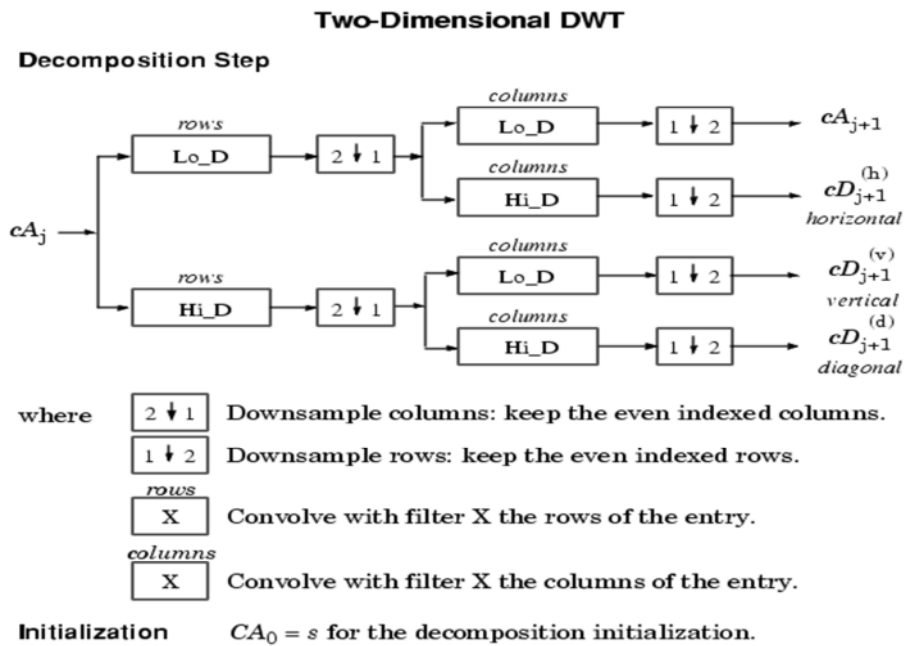 Two-Dimensional DWT
Decomposition Step
columns
rows
Lo_D
1 ↓ 2
cA_{j+1}
Lo_D
2 ↓ 1
columns
Hi_D
1 ↓ 2
cD_{j+1}^{(h)}
horizontal
cA_j
columns
rows
Lo_D
1 ↓ 2
cD_{j+1}^{(v)}
vertical
Hi_D
2 ↓ 1
columns
Hi_D
1 ↓ 2
cD_{j+1}^{(d)}
diagonal
where 2 ↓ 1 Downsample columns: keep the even indexed columns.
1 ↓ 2 Downsample rows: keep the even indexed rows.
rows
X Convolve with filter X the rows of the entry.
columns
X Convolve with filter X the columns of the entry.
Initialization CA_0 = s for the decomposition initialization.